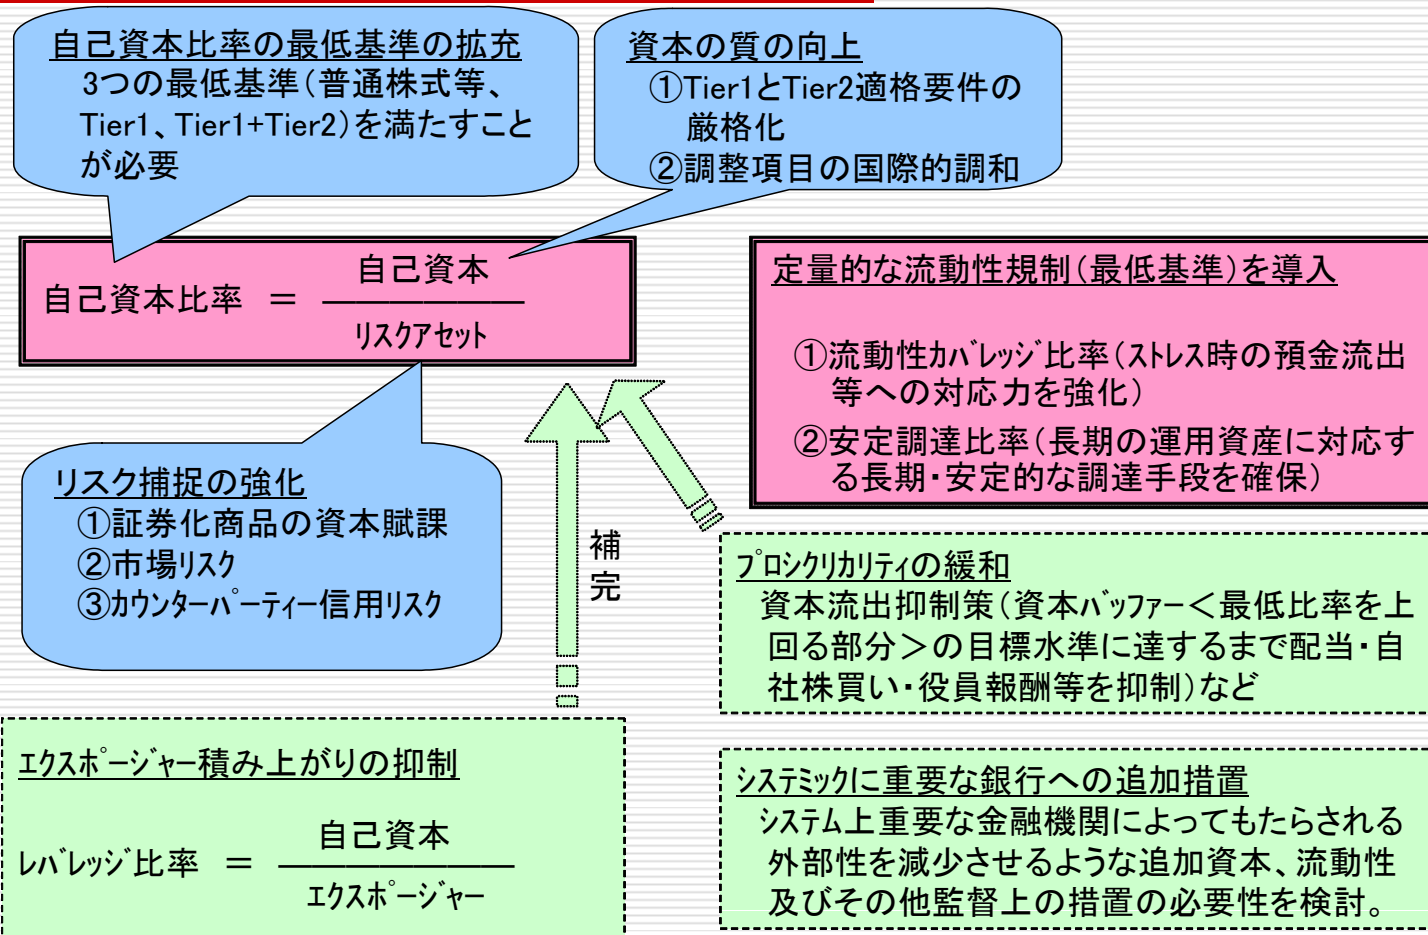 自己資本比率の最低基準の拡充
3つの最低基準（普通株式等、
Tier1、Tier1+Tier2）を満たすこと
が必要
資本の質の向上
①Tier1とTier2適格要件の
厳格化
②調整項目の国際的調和
自己資本
自己資本比率 ＝ ――――――
リスクアセット
定量的な流動性規制（最低基準）を導入
①流動性ｶﾊﾞﾚｯｼﾞ比率（ｽﾄﾚｽ時の預金流出
等への対応力を強化）
②安定調達比率（長期の運用資産に対応す
る長期・安定的な調達手段を確保）
リスク捕捉の強化
①証券化商品の資本賦課
②市場リスク
③ｶｳﾝﾀｰﾊﾟｰﾃｨｰ信用リスク
補
完
ﾌﾟﾛｼｸﾘｶﾘﾃｨの緩和
資本流出抑制策（資本ﾊﾞｯﾌｧｰ＜最低比率を上
回る部分＞の目標水準に達するまで配当・自
社株買い・役員報酬等を抑制）など
ｴｸｽﾎﾟｰｼﾞｬｰ積み上がりの抑制
自己資本
ﾚﾊﾞﾚｯｼﾞ比率 ＝ ―――――――
ｴｸｽﾎﾟｰｼﾞｬｰ
ｼｽﾃﾐｯｸに重要な銀行への追加措置
ｼｽﾃﾑ上重要な金融機関によってもたらされる
外部性を減少させるような追加資本、流動性
及びその他監督上の措置の必要性を検討。